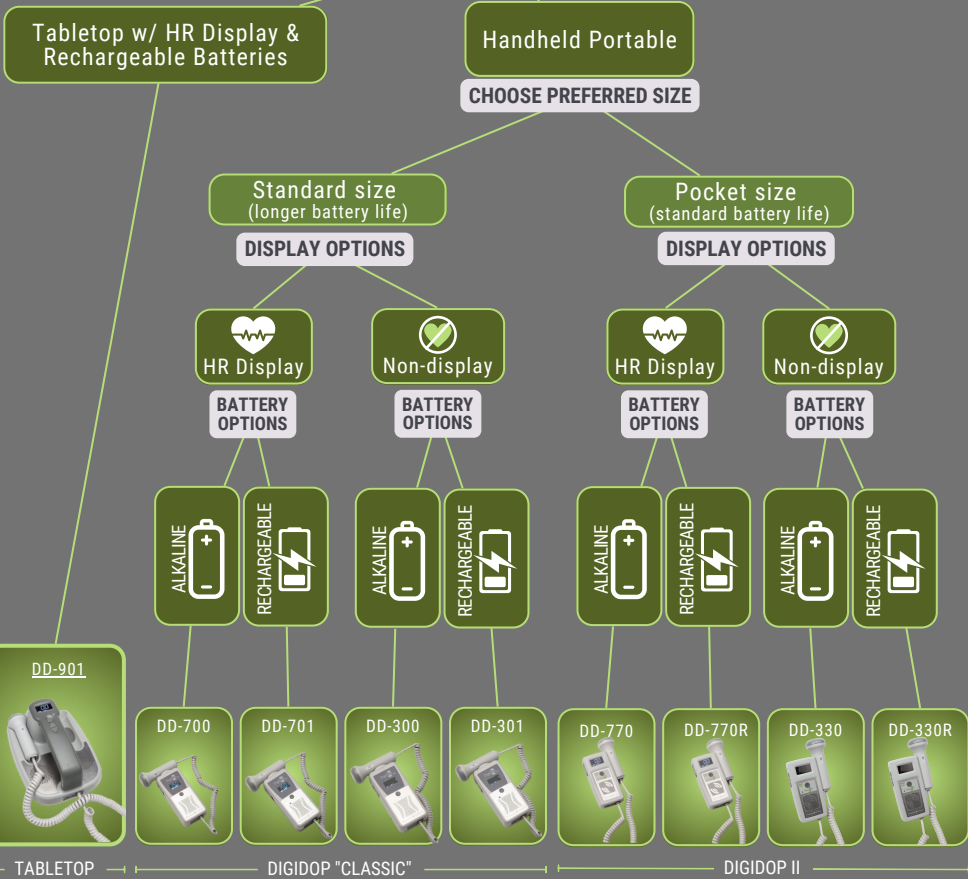 Tabletop w/ HR Display &
Rechargeable Batteries
Handheld Portable
CHOOSE PREFERRED SIZE
Standard size
(longer battery life)
Pocket size
(standard battery life)
DISPLAY OPTIONS
DISPLAY OPTIONS
HR Display
Non-display
HR Display
Non-display
BATTERY
OPTIONS
BATTERY
OPTIONS
BATTERY
OPTIONS
BATTERY
OPTIONS
ALKALINE
RECHARGEABLE
ALKALINE
RECHARGEABLE
ALKALINE
RECHARGEABLE
ALKALINE
RECHARGEABLE
DD-901
DD-700
DD-701
DD-300
DD-301
DD-770
DD-770R
DD-330
DD-330R
TABLETOP
DIGIDOP "CLASSIC"
DIGIDOP II